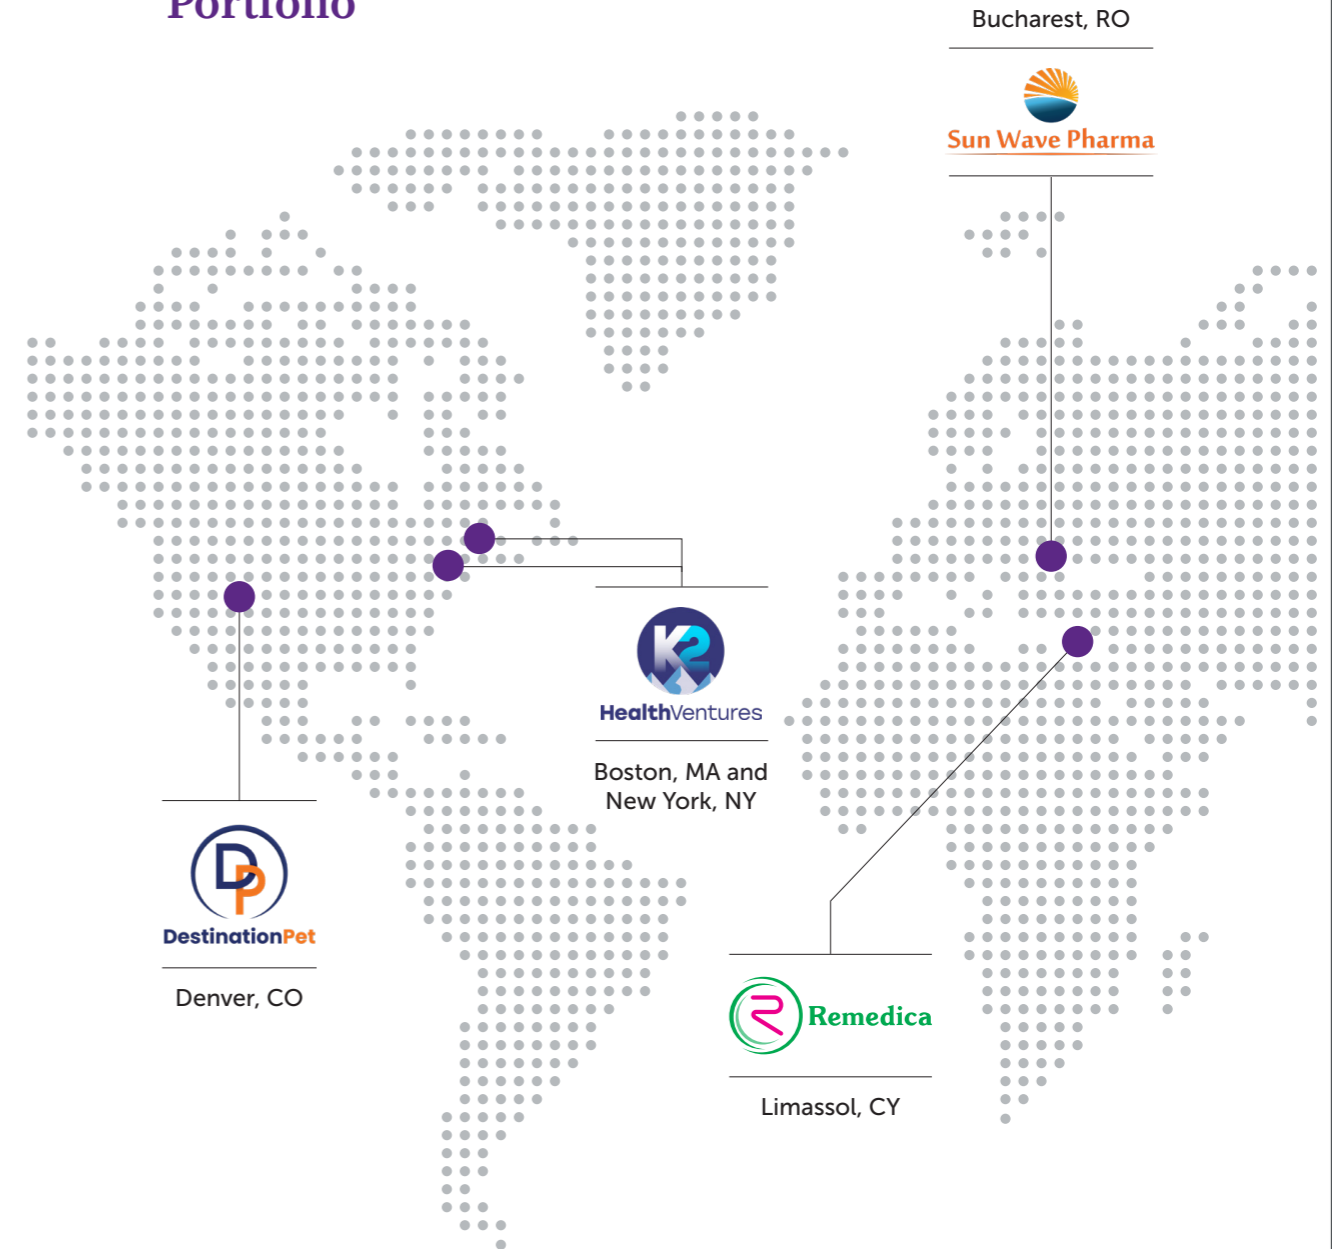 Portfolio
Bucharest, RO
Sun Wave Pharma
K2
HealthVentures
Boston, MA and
New York, NY
DP
DestinationPet
Denver, CO
R Remedica
Limassol, CY